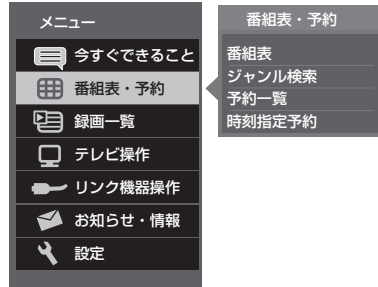 メニュー
今すぐできること
番組表・予約
録画一覧
テレビ操作
リンク機器操作
お知らせ・情報
設定
番組表・予約
番組表
ジャンル検索
予約一覧
時刻指定予約